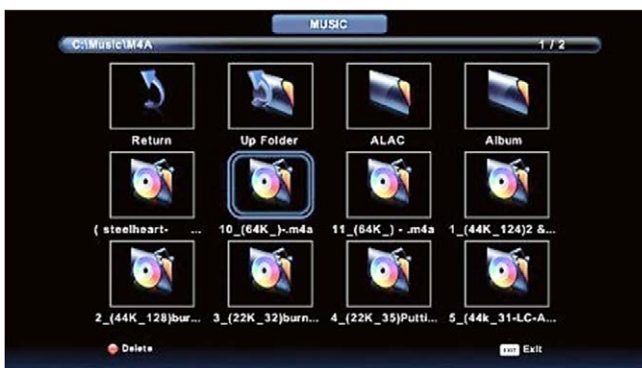 MUSIC
C:\Music\M4A 1 / 2
Return Up Folder ALAC Album
( steelheart- ... 10_(64K_)-.m4a 11_(64K_) - .m4a 1_(44K_124)2 &...
2_(44K_128)bur... 3_(22K_32)burn... 4_(22K_35)Putti... 5_(44k_31-LC-A...
Delete EXIT Exit